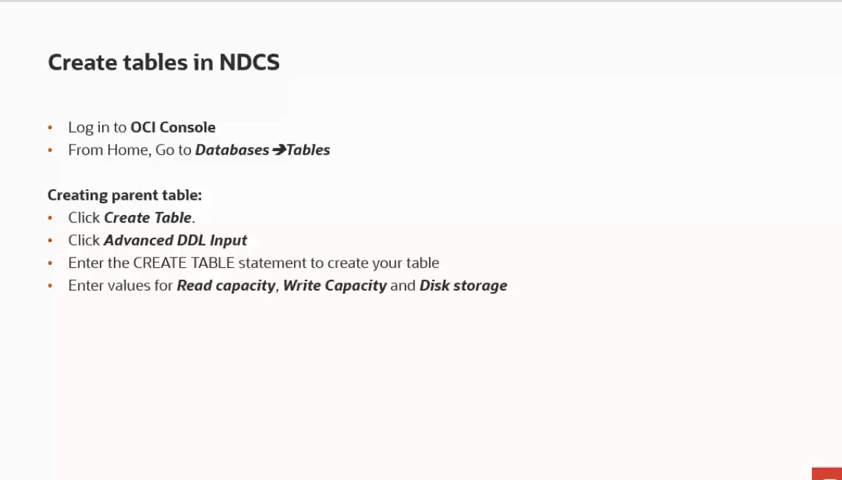 Create tables in NDCS
• Log in to OCI Console
• From Home, Go to Databases➔Tables
Creating parent table:
• Click Create Table.
• Click Advanced DDL Input
• Enter the CREATE TABLE statement to create your table
• Enter values for Read capacity, Write Capacity and Disk storage